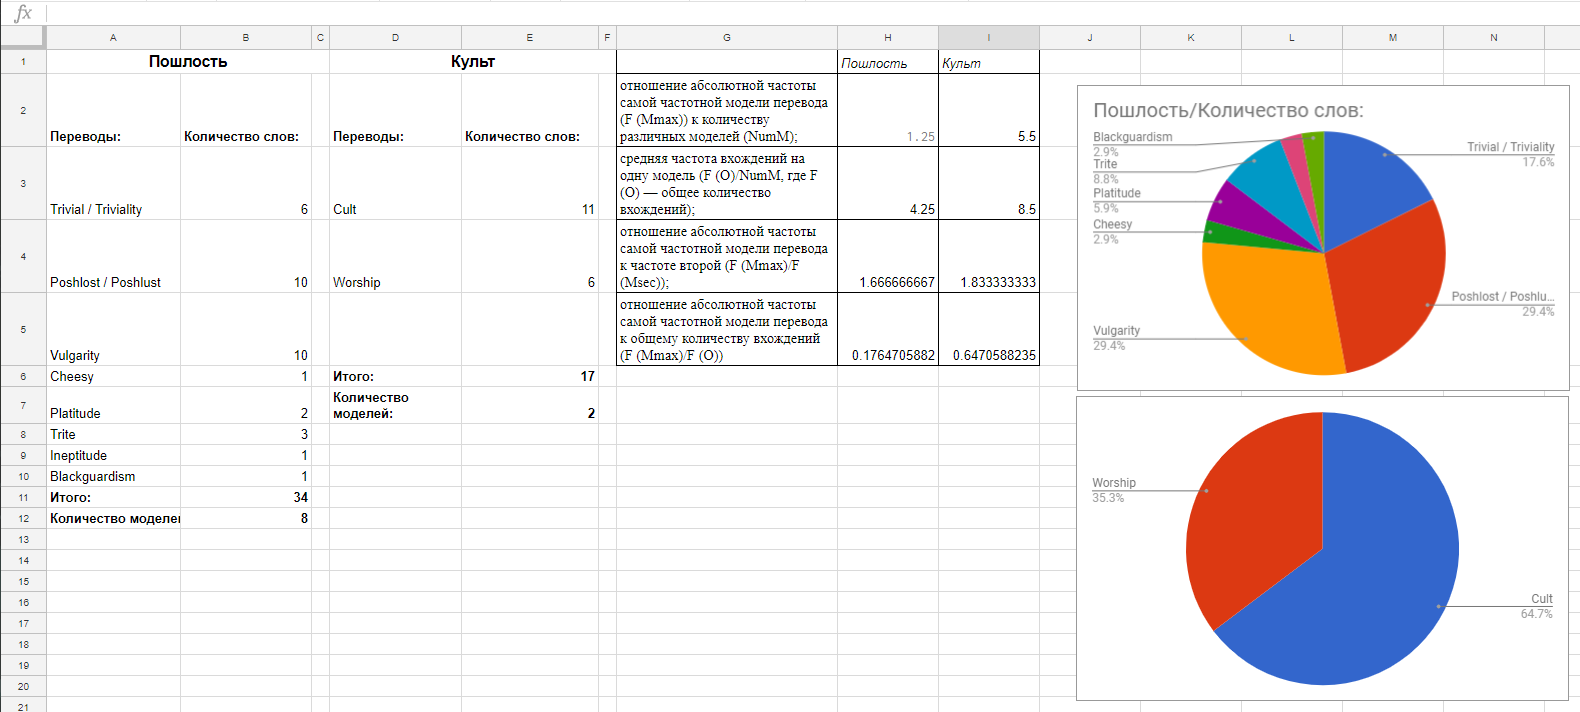 fx
A B C D E F G H I J K L M N
1 Пошлость Культ Пошлость Культ
2 Переводы: Количество слов: Переводы: Количество слов:
отношение абсолютной частоты
самой частотной модели перевода
(F (Mmax)) к количеству
различных моделей (NumM);
1.25 5.5
3 Trivial / Triviality 6 Cult 11
средняя частота вхождений на
одну модель (F (O)/NumM, где F
(O) — общее количество
вхождений);
4.25 8.5
4 Poshlost / Poshlust 10 Worship 6
отношение абсолютной частоты
самой частотной модели перевода
к частоте второй (F (Mmax)/F
(Msec));
1.666666667 1.833333333
5 Vulgarity 10
отношение абсолютной частоты
самой частотной модели перевода
к общему количеству вхождений
(F (Mmax)/F (O))
0.1764705882 0.6470588235
6 Cheesy 1 Итого: 17
7 Platitude 2 Количество
моделей: 2
8 Trite 3
9 Ineptitude 1
10 Blackguardism 1
11 Итого: 34
12 Количество моделе 8
13
14
15
16
17
18
19
20
21
Пошлость/Количество слов:
Blackguardism
2.9%
Trite
8.8%
Platitude
5.9%
Cheesy
2.9%
Vulgarity
29.4%
Trivial / Triviality
17.6%
Poshlost / Poshlu...
29.4%
Worship
35.3%
Cult
64.7%